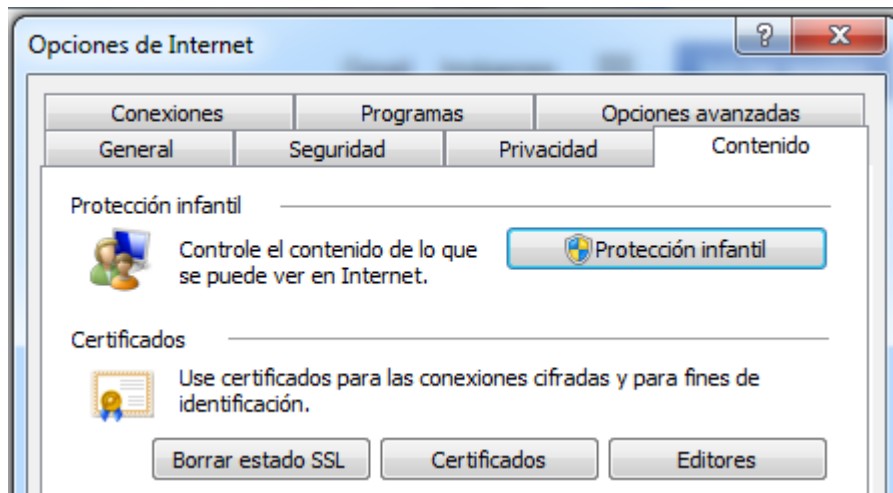 Opciones de Internet
Conexiones
Programas
Opciones avanzadas
General
Seguridad
Privacidad
Contenido
Protección infantil
Controle el contenido de lo que
se puede ver en Internet.
Protección infantil
Certificados
Use certificados para las conexiones cifradas y para fines de
identificación.
Borrar estado SSL
Certificados
Editores